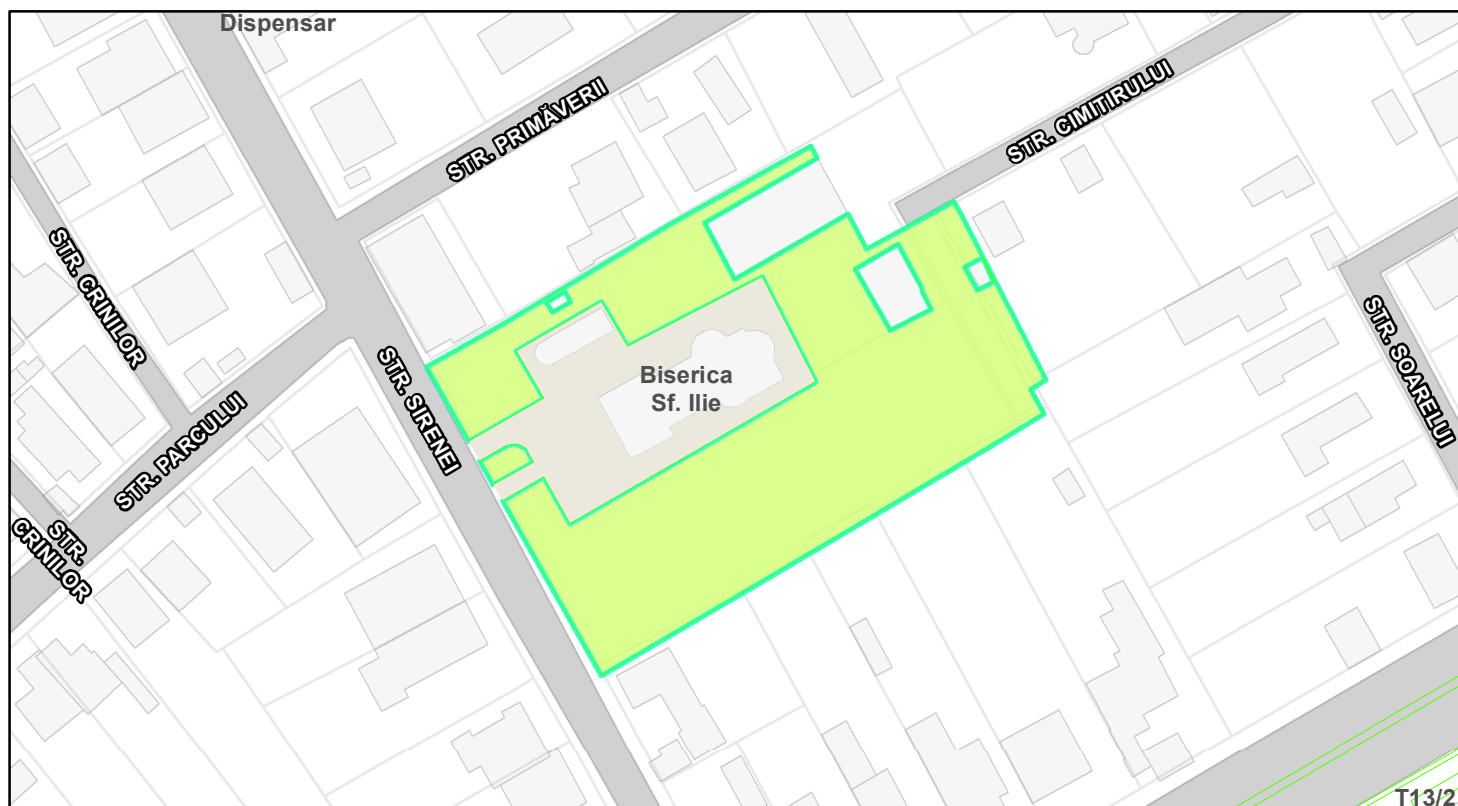 Dispensar
STR. PRIMĂVERII
STR. CIMITIRULUI
STR. CRINILOR
STR. SIRENEI
Biserica
Sf. Ilie
STR. SOARELUI
STR. PARCULUI
STR.
CRINILOR
T13/2